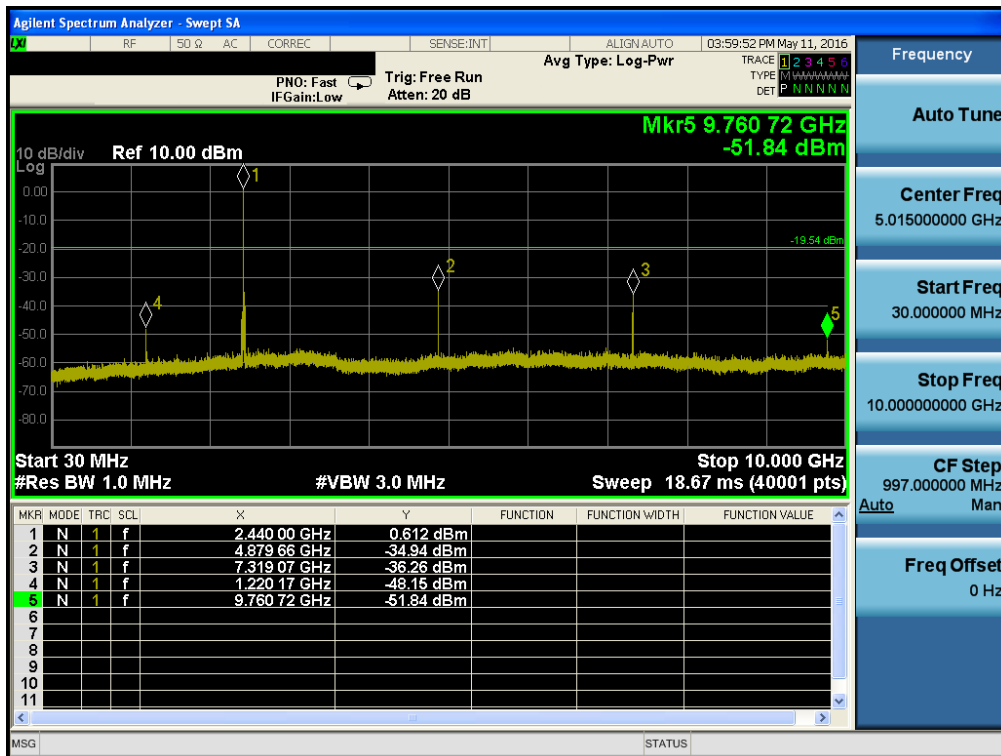 Agilent Spectrum Analyzer - Swept SA
LXI RF 50 Ω AC CORREC SENSE:INT ALIGNAUTO 03:59:52 PM May 11, 2016
Frequency
PNO: Fast
IFGain:Low
Trig: Free Run
Atten: 20 dB
Avg Type: Log-Pwr
TRACE 1 2 3 4 5 6
TYPE M
DET P N N N N N
Auto Tune
Mkr5 9.760 72 GHz
-51.84 dBm
10 dB/div Ref 10.00 dBm
Log
1
0.00
-10.0
-19.54 dBm
-20.0
2
3
-30.0
4
-40.0
5
-50.0
-60.0
-70.0
-80.0
Start 30 MHz Stop 10.000 GHz
#Res BW 1.0 MHz #VBW 3.0 MHz Sweep 18.67 ms (40001 pts)
Center Freq
5.015000000 GHz
Start Freq
30.000000 MHz
Stop Freq
10.000000000 GHz
CF Step
997.000000 MHz
Auto Man
Freq Offset
0 Hz
MKR MODE TRC SCL X Y FUNCTION FUNCTION WIDTH FUNCTION VALUE
1 N 1 f 2.440 00 GHz 0.612 dBm
2 N 1 f 4.879 66 GHz -34.94 dBm
3 N 1 f 7.319 07 GHz -36.26 dBm
4 N 1 f 1.220 17 GHz -48.15 dBm
5 N 1 f 9.760 72 GHz -51.84 dBm
6
7
8
9
10
11
MSG STATUS